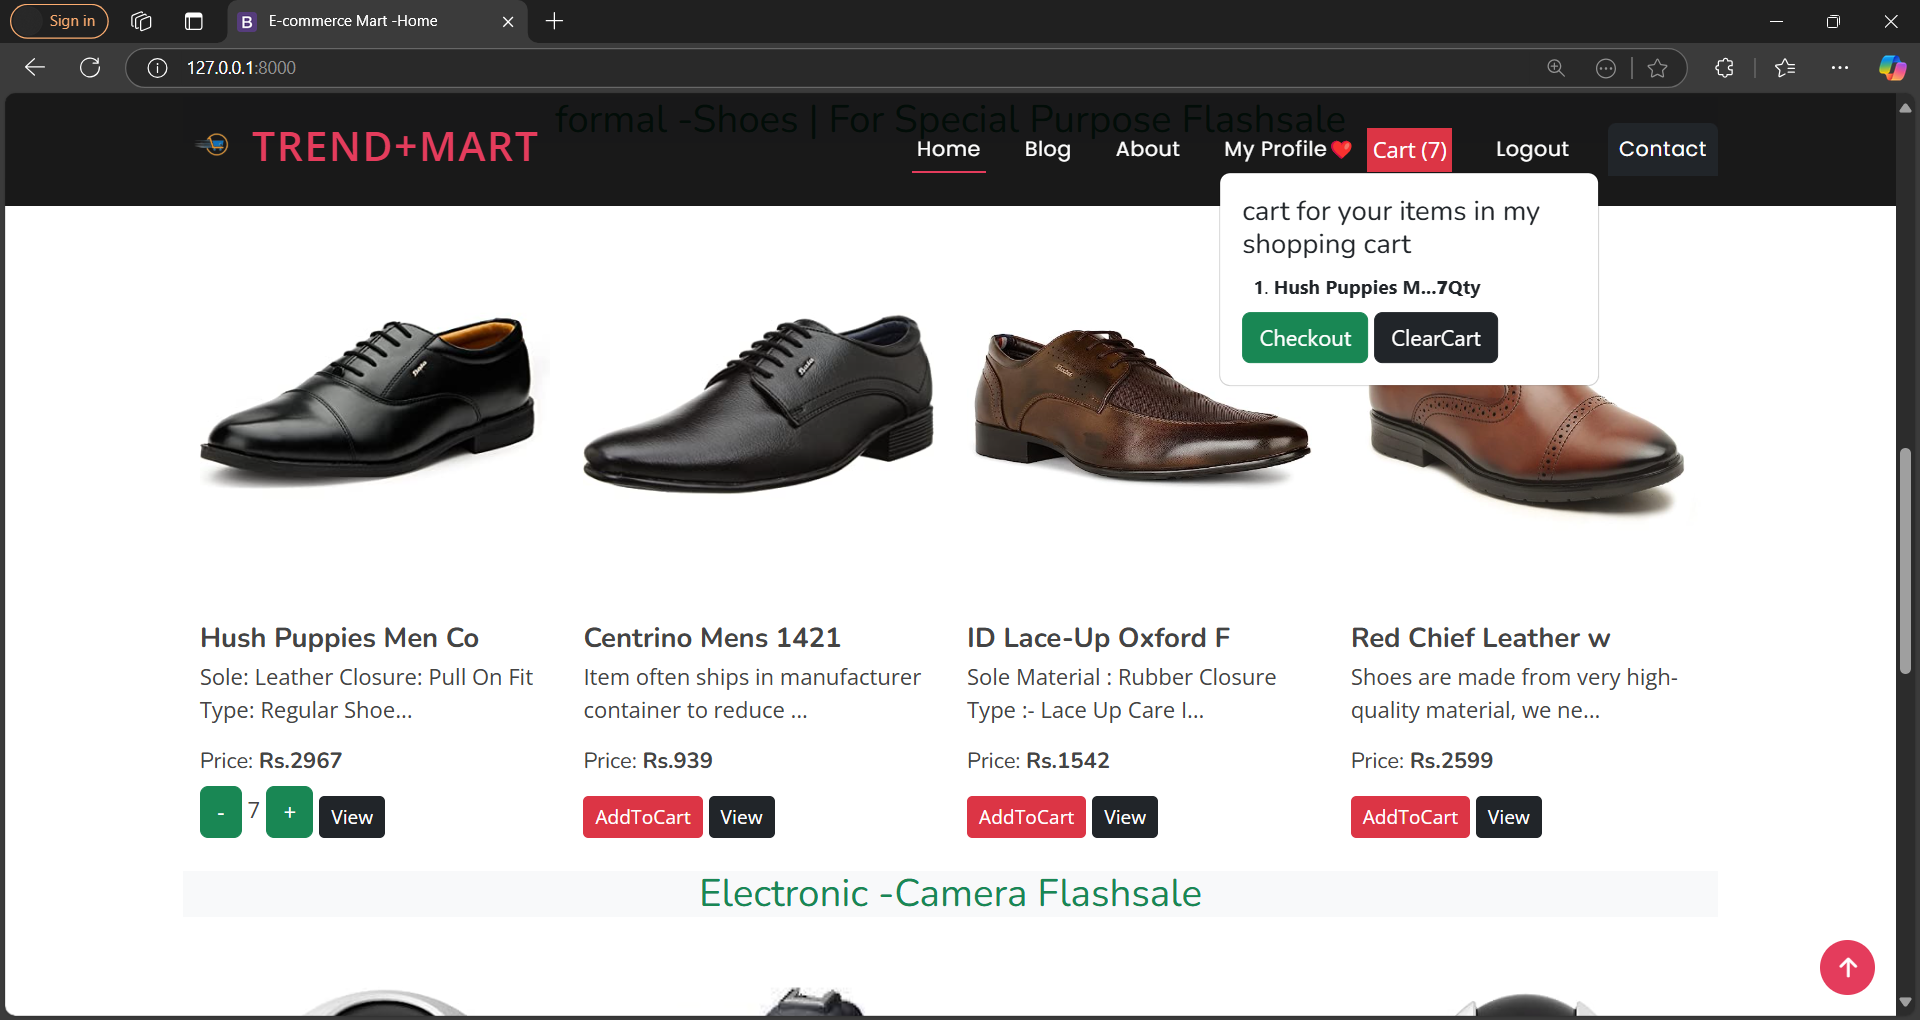 Sign in
B
E-commerce Mart -Home
127.0.0.1:8000
formal -Shoes | For Special Purpose Flashsale
TREND+MART
Home
Blog
About
My Profile❤️
Cart (7)
Logout
Contact
cart for your items in my
shopping cart
1. Hush Puppies M...7Qty
Checkout
ClearCart
Bata
Bata
Bata
Hush Puppies Men Co
Sole: Leather Closure: Pull On Fit
Type: Regular Shoe...
Price: Rs.2967
- 7 +
View
Centrino Mens 1421
Item often ships in manufacturer
container to reduce ...
Price: Rs.939
AddToCart
View
ID Lace-Up Oxford F
Sole Material : Rubber Closure
Type :- Lace Up Care I...
Price: Rs.1542
AddToCart
View
Red Chief Leather w
Shoes are made from very high-
quality material, we ne...
Price: Rs.2599
AddToCart
View
Electronic -Camera Flashsale